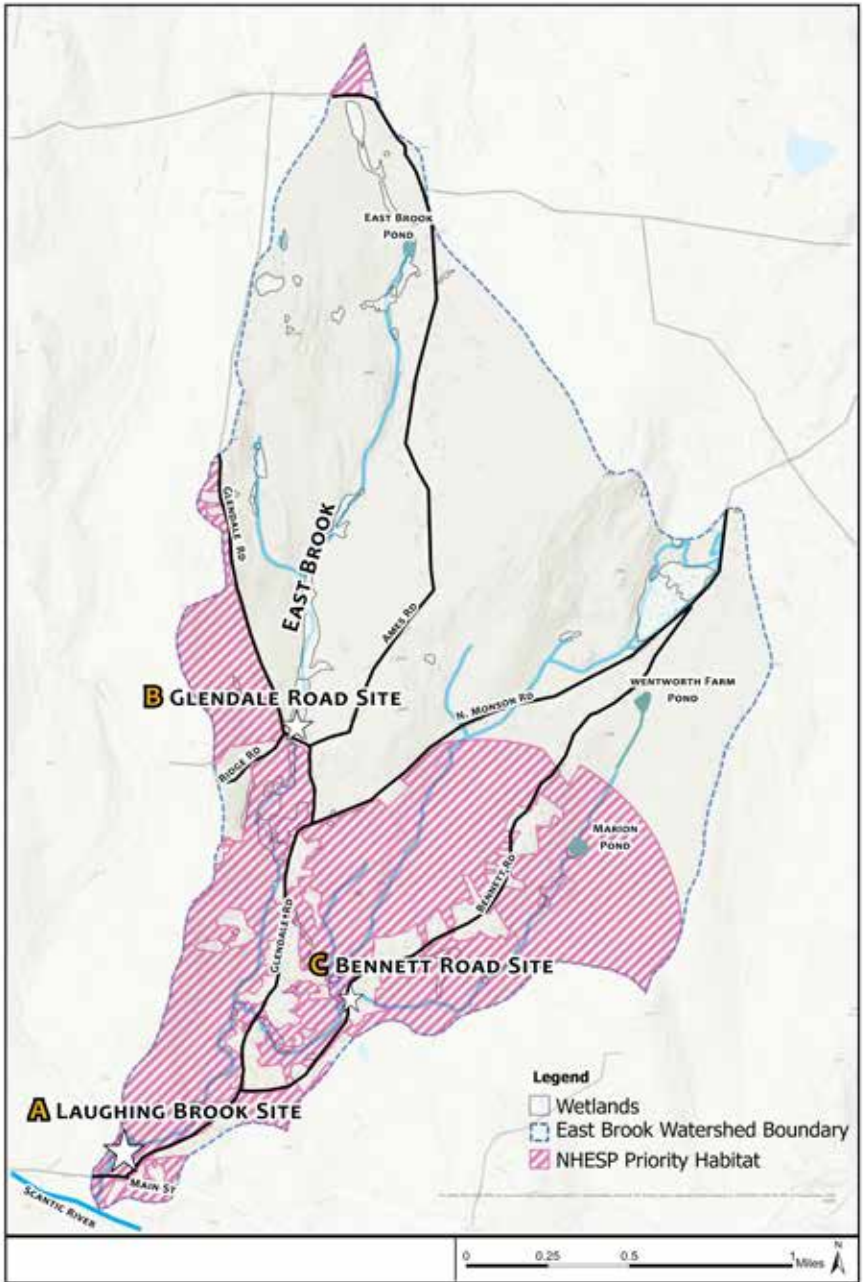 EAST BROOK
POND
GLENDALE RD
EAST BROOK
AMES RD
B GLENDALE ROAD SITE
N. MONSON RD
WENTWORTH FARM
POND
RIDGE RD
MARION
POND
BENNETT RD
GLENDALE RD
C BENNETT ROAD SITE
A LAUGHING BROOK SITE
MAIN ST
SCANTIC RIVER
Legend
Wetlands
East Brook Watershed Boundary
NHESP Priority Habitat
0 0.25 0.5 1 Miles
N